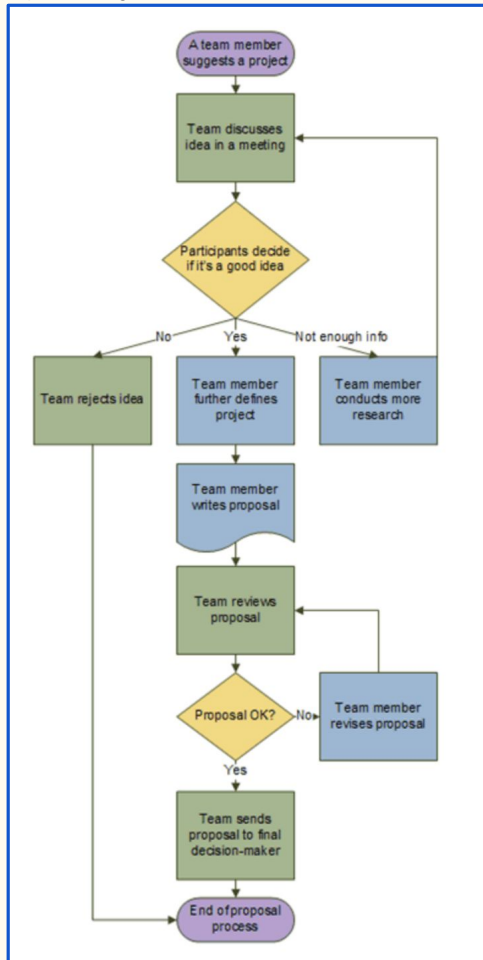 A team member
suggests a project
Team discusses
idea in a meeting
Participants decide
if it's a good idea
No
Yes
Not enough info
Team rejects idea
Team member
further defines
project
Team member
conducts more
research
Team member
writes proposal
Team reviews
proposal
Proposal OK?
No
Team member
revises proposal
Yes
Team sends
proposal to final
decision-maker
End of proposal
process